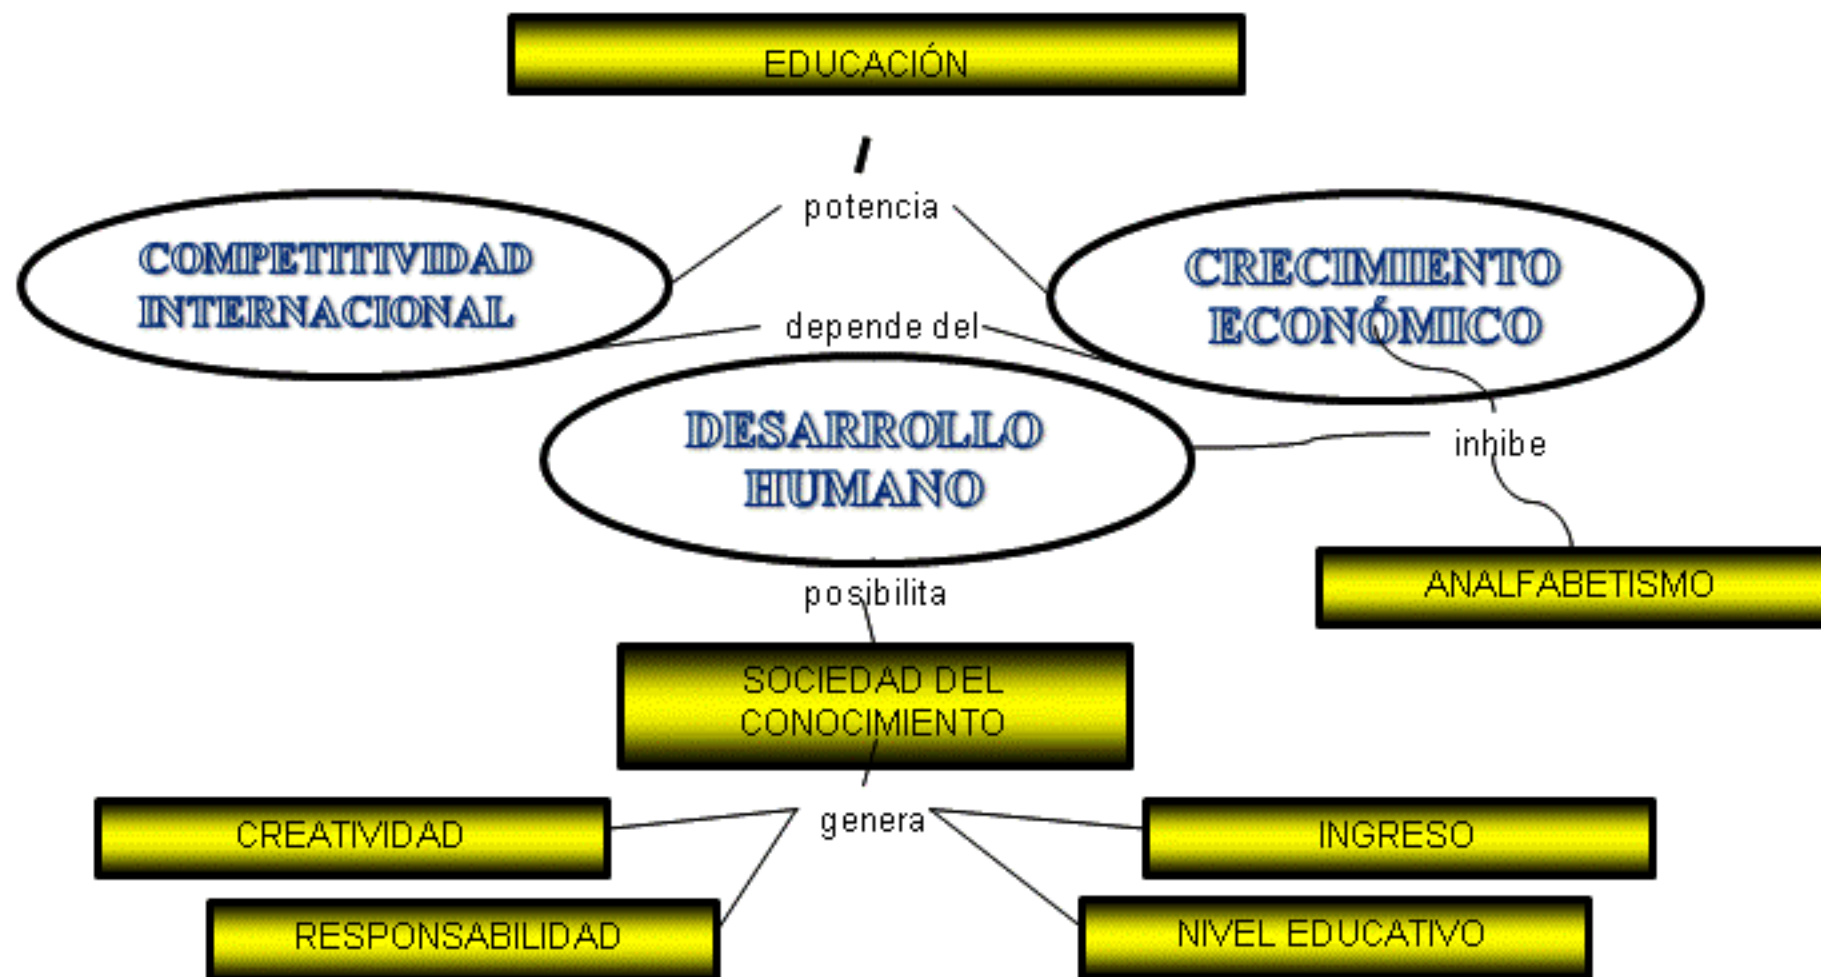 EDUCACIÓN
potencia
COMPETITIVIDAD
INTERNACIONAL
CRECIMIENTO
ECONÓMICO
depende del
DESARROLLO
HUMANO
inhibe
ANALFABETISMO
posibilita
SOCIEDAD DEL
CONOCIMIENTO
genera
CREATIVIDAD
INGRESO
RESPONSABILIDAD
NIVEL EDUCATIVO